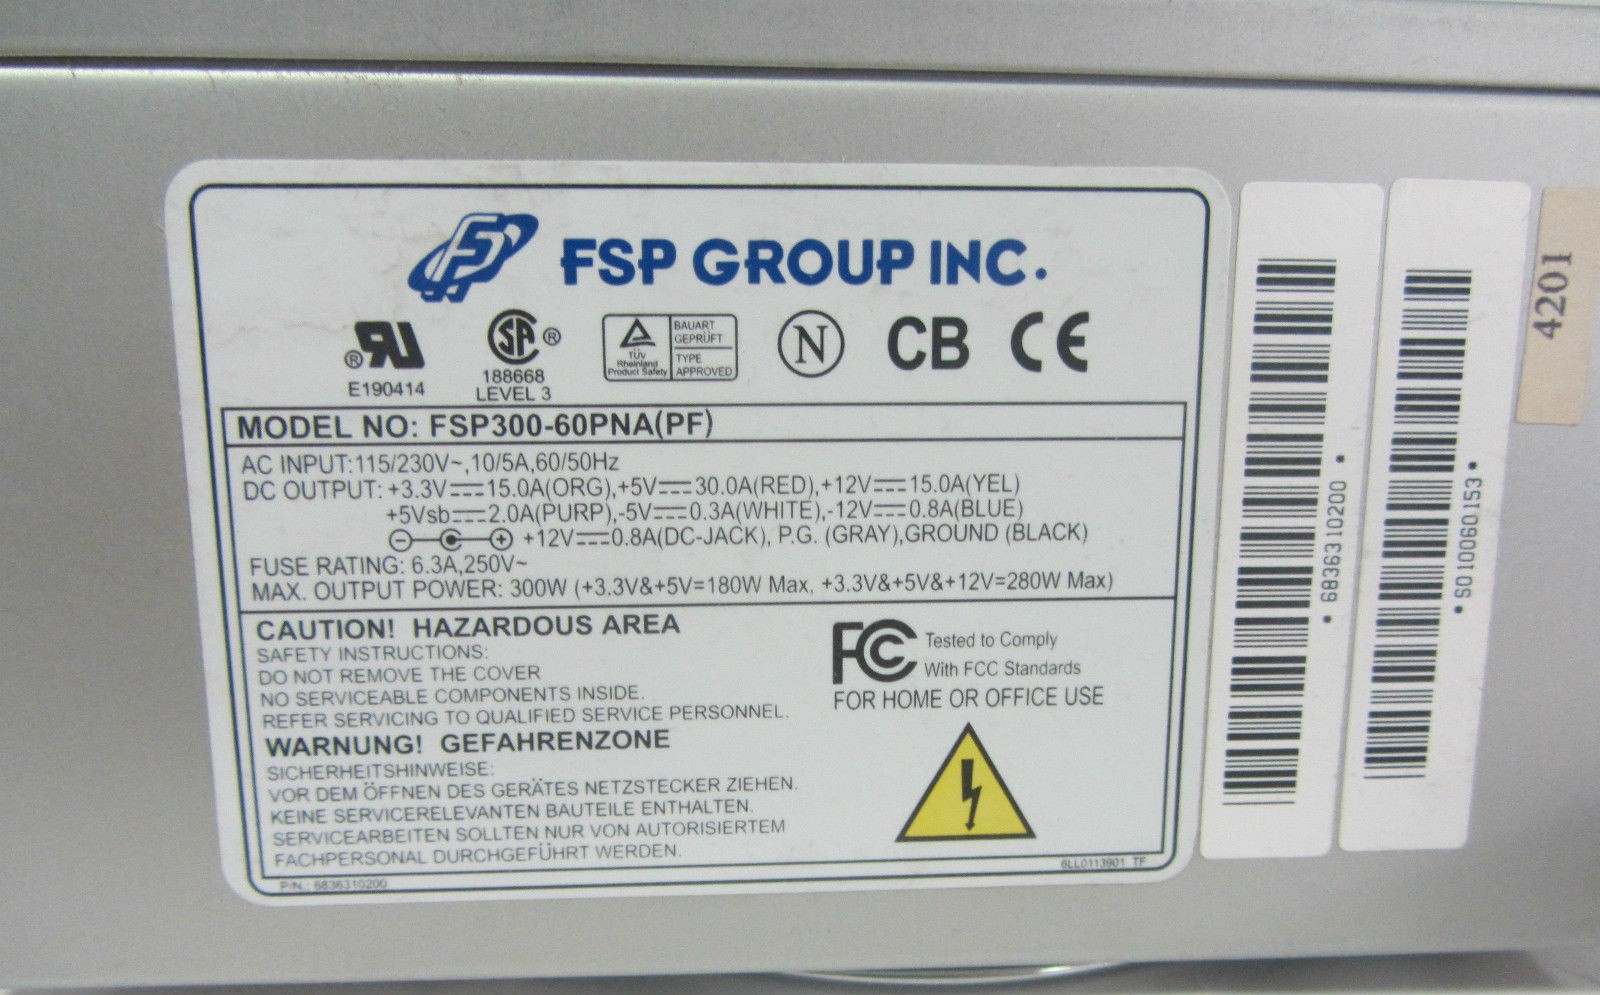 FSP GROUP INC.
E190414
188668
LEVEL 3
TÜV
Rheinland
Product Safety
BAUART
GEPRÜFT
TYPE
APPROVED
N
CB CE
MODEL NO: FSP300-60PNA(PF)
AC INPUT:115/230V~,10/5A,60/50Hz
DC OUTPUT: +3.3V⎓15.0A(ORG),+5V⎓30.0A(RED),+12V⎓15.0A(YEL)
+5Vsb⎓2.0A(PURP),-5V⎓0.3A(WHITE),-12V⎓0.8A(BLUE)
+12V⎓0.8A(DC-JACK), P.G. (GRAY),GROUND (BLACK)
FUSE RATING: 6.3A,250V~
MAX. OUTPUT POWER: 300W (+3.3V&+5V=180W Max, +3.3V&+5V&+12V=280W Max)
CAUTION! HAZARDOUS AREA
SAFETY INSTRUCTIONS:
DO NOT REMOVE THE COVER
NO SERVICEABLE COMPONENTS INSIDE.
REFER SERVICING TO QUALIFIED SERVICE PERSONNEL.
WARNUNG! GEFAHRENZONE
SICHERHEITSHINWEISE:
VOR DEM ÖFFNEN DES GERÄTES NETZSTECKER ZIEHEN.
KEINE SERVICERELEVANTEN BAUTEILE ENTHALTEN.
SERVICEARBEITEN SOLLTEN NUR VON AUTORISIERTEM
FACHPERSONAL DURCHGEFÜHRT WERDEN.
P/N.: 6836310200
FC Tested to Comply
With FCC Standards
FOR HOME OR OFFICE USE
6LL0113901 TF
* 6836310200 *
* S010060153 *
4201